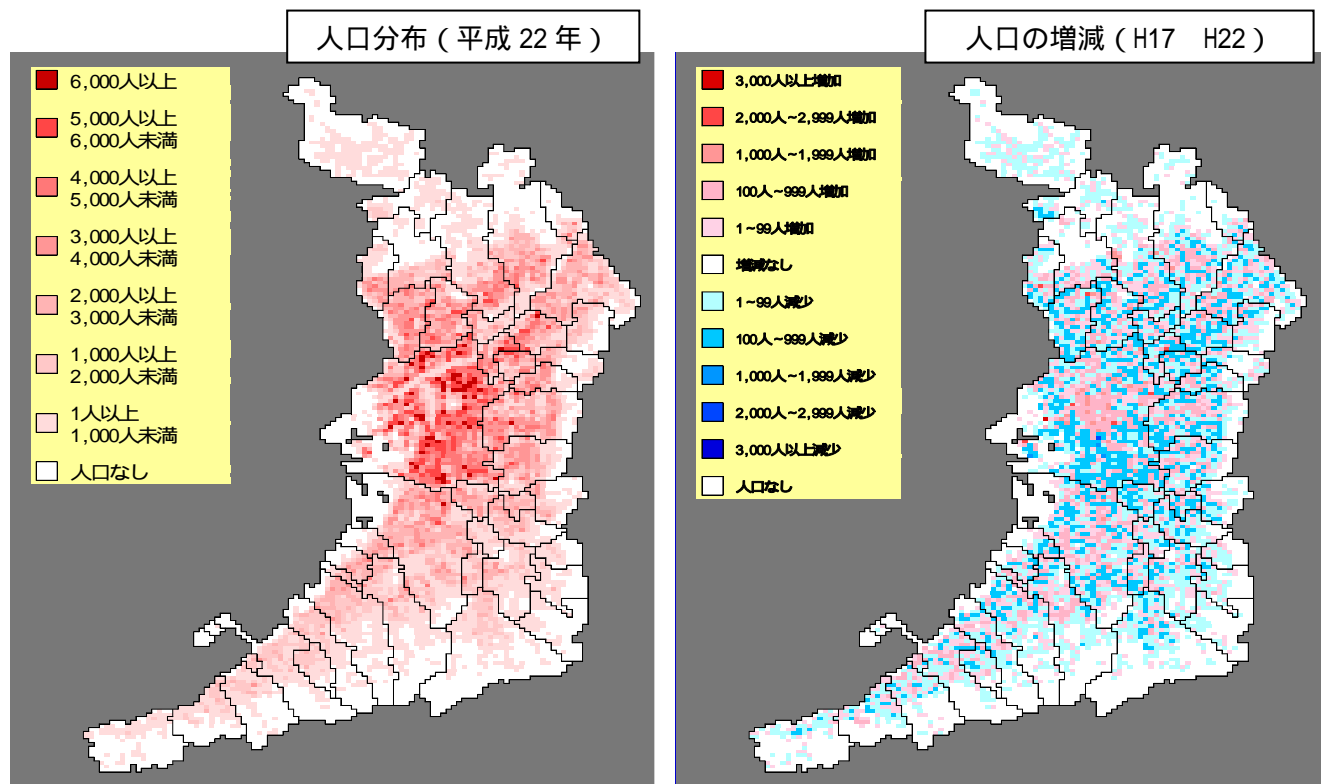 人口分布（平成 22 年）
6,000人以上
5,000人以上
6,000人未満
4,000人以上
5,000人未満
3,000人以上
4,000人未満
2,000人以上
3,000人未満
1,000人以上
2,000人未満
1人以上
1,000人未満
人口なし
人口の増減（H17　H22）
3,000人以上増加
2,000人～2,999人増加
1,000人～1,999人増加
100人～999人増加
1～99人増加
増減なし
1～99人減少
100人～999人減少
1,000人～1,999人減少
2,000人～2,999人減少
3,000人以上減少
人口なし